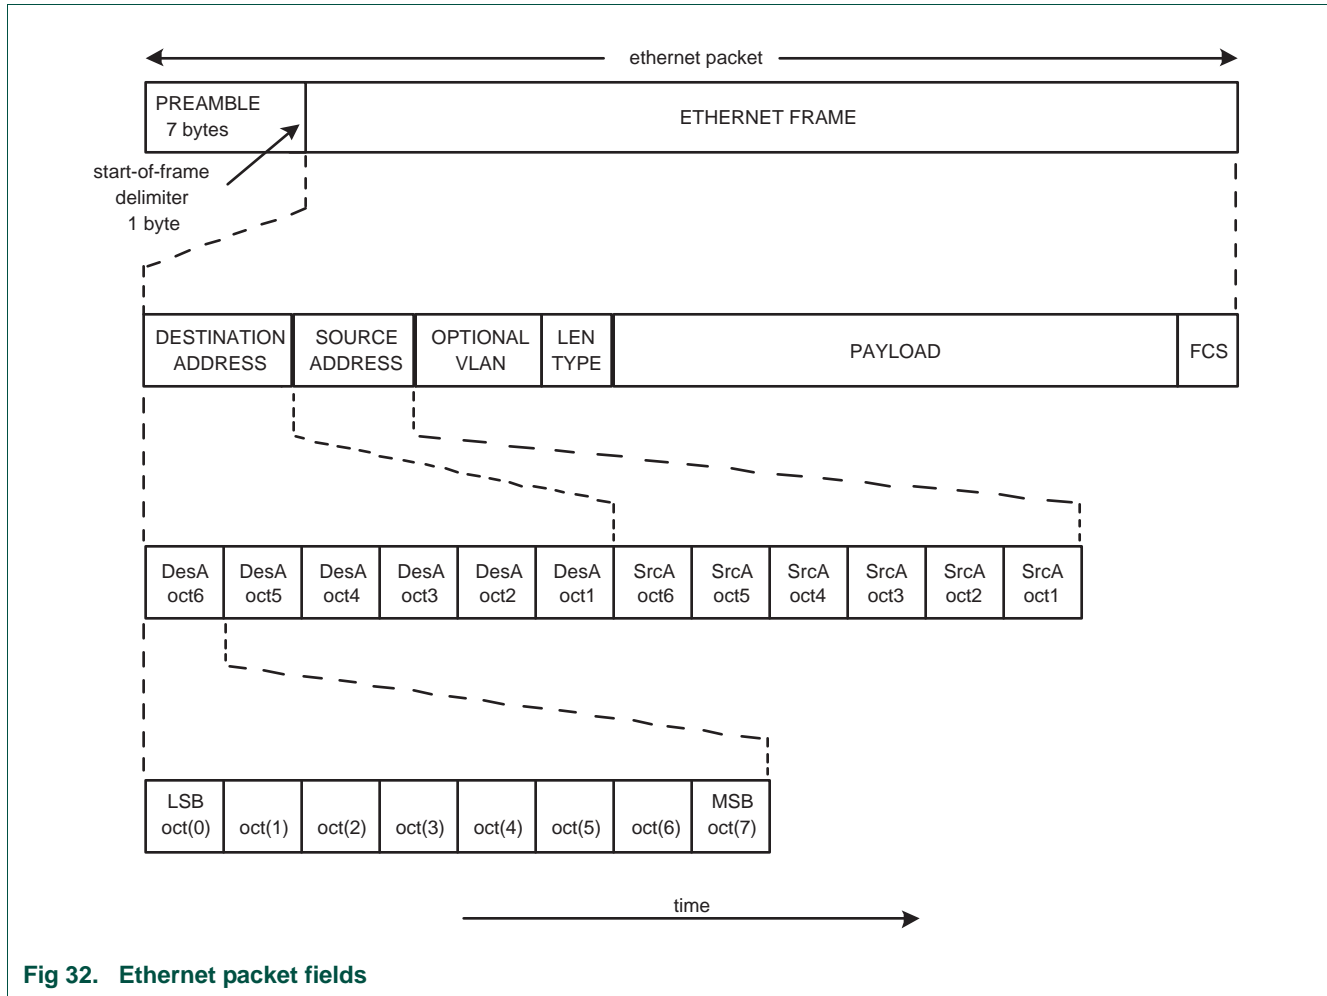 ethernet packet
PREAMBLE
7 bytes
ETHERNET FRAME
start-of-frame
delimiter
1 byte
DESTINATION
ADDRESS
SOURCE
ADDRESS
OPTIONAL
VLAN
LEN
TYPE
PAYLOAD
FCS
DesA
oct6
DesA
oct5
DesA
oct4
DesA
oct3
DesA
oct2
DesA
oct1
SrcA
oct6
SrcA
oct5
SrcA
oct4
SrcA
oct3
SrcA
oct2
SrcA
oct1
LSB
oct(0)
oct(1)
oct(2)
oct(3)
oct(4)
oct(5)
oct(6)
MSB
oct(7)
time
Fig 32. Ethernet packet fields